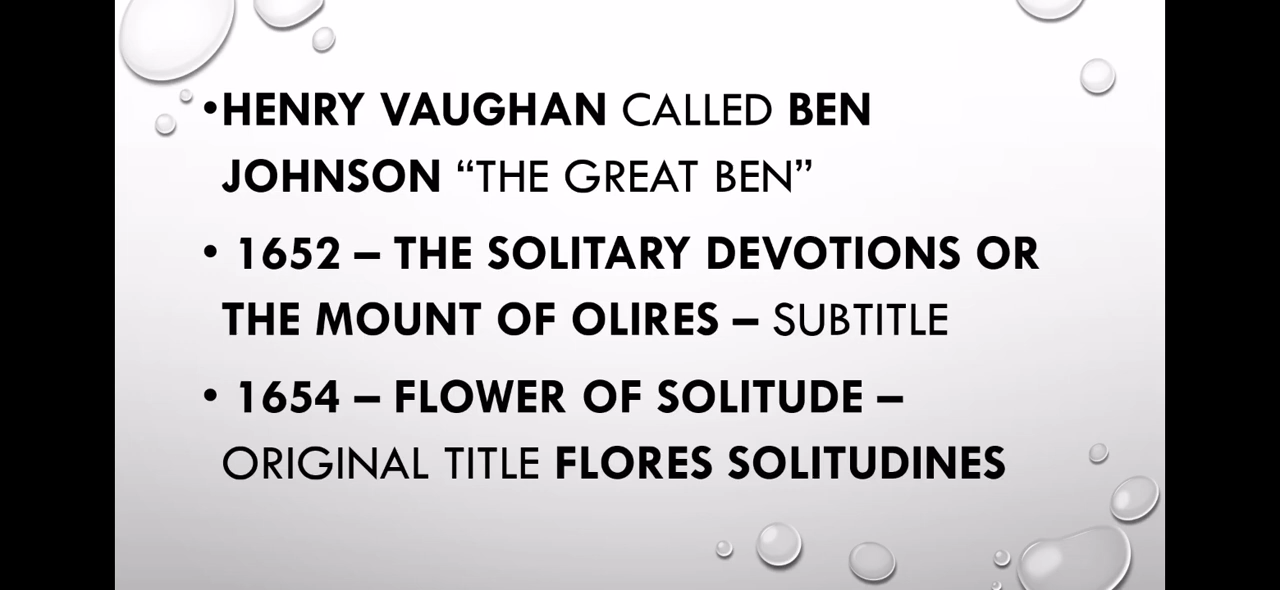 •HENRY VAUGHAN CALLED BEN
JOHNSON “THE GREAT BEN”
• 1652 – THE SOLITARY DEVOTIONS OR
THE MOUNT OF OLIRES – SUBTITLE
• 1654 – FLOWER OF SOLITUDE –
ORIGINAL TITLE FLORES SOLITUDINES